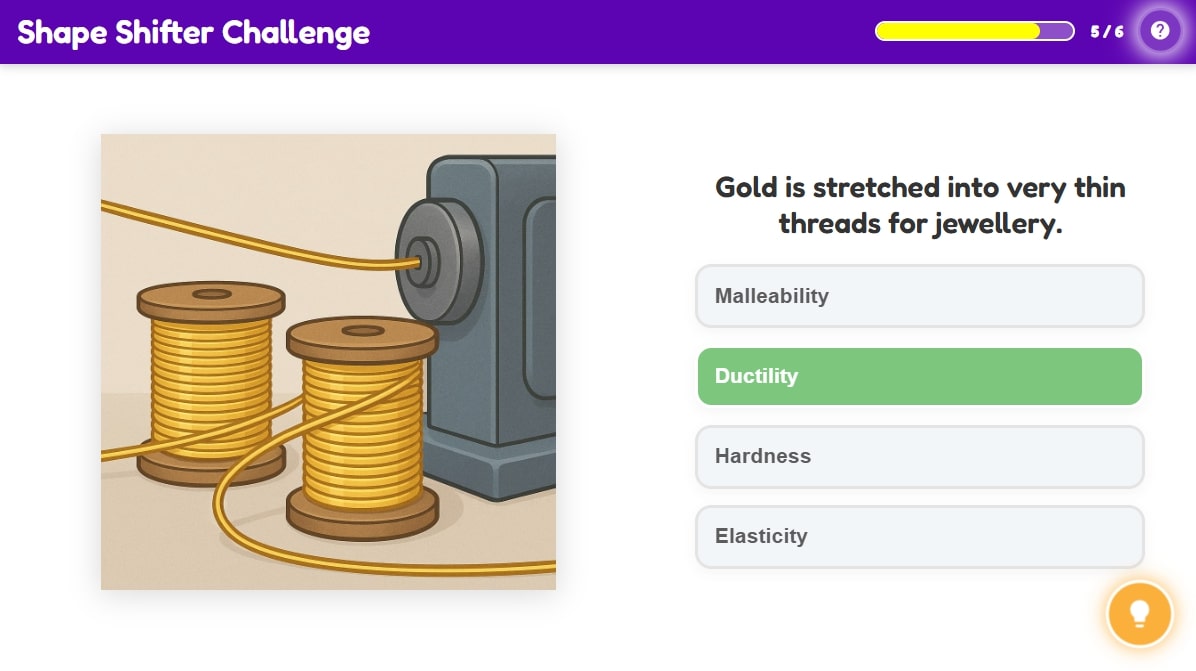 Shape Shifter Challenge
5/6
?
Gold is stretched into very thin
threads for jewellery.
Malleability
Ductility
Hardness
Elasticity